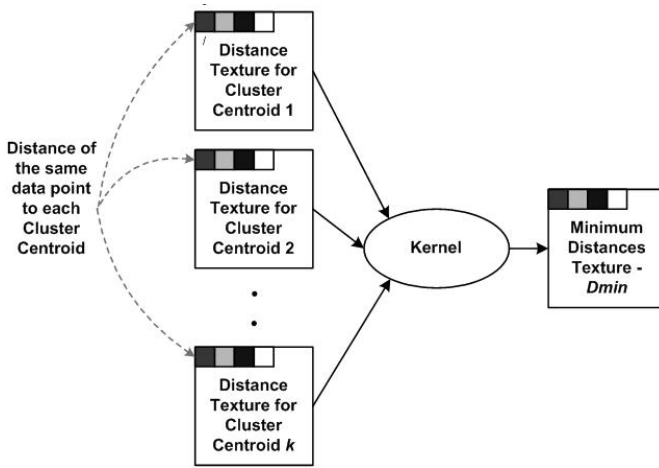 Distance of
the same
data point
to each
Cluster
Centroid
Distance
Texture for
Cluster
Centroid 1
Distance
Texture for
Cluster
Centroid 2
Distance
Texture for
Cluster
Centroid k
Kernel
Minimum
Distances
Texture -
Dmin